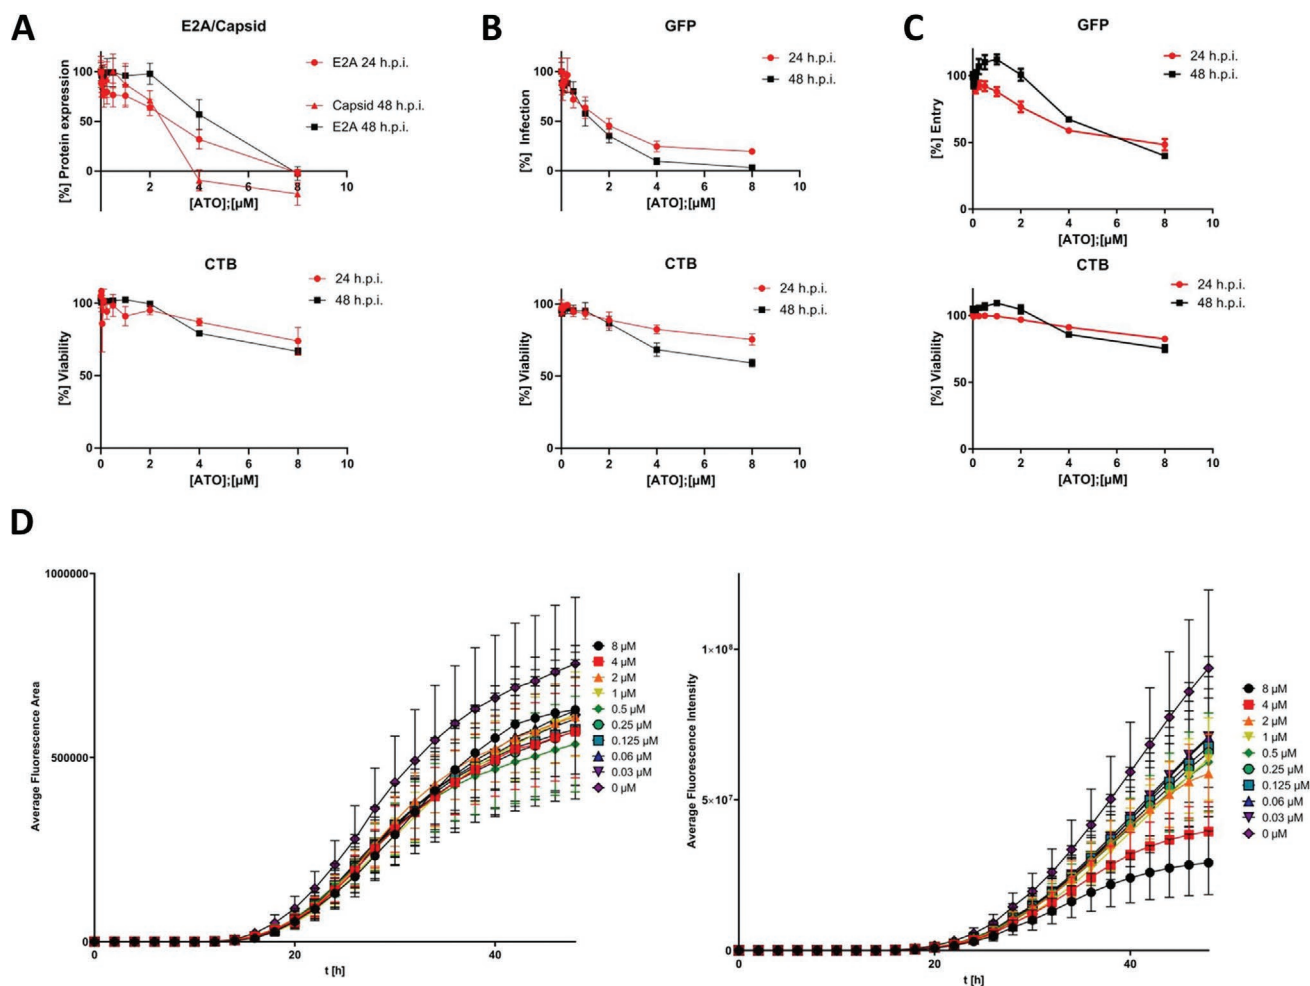 A
E2A/Capsid
[%] Protein expression
100
50
0
2
4
6
8
10
[ATO];[µM]
E2A 24 h.p.i.
Capsid 48 h.p.i.
E2A 48 h.p.i.
CTB
[%] Viability
100
50
0
0
2
4
6
8
10
[ATO];[µM]
24 h.p.i.
48 h.p.i.
B
GFP
[%] Infection
100
50
0
2
4
6
8
10
[ATO];[µM]
24 h.p.i.
48 h.p.i.
CTB
[%] Viability
100
50
0
0
2
4
6
8
10
[ATO];[µM]
24 h.p.i.
48 h.p.i.
C
GFP
[%] Entry
100
50
0
0
2
4
6
8
10
[ATO];[µM]
24 h.p.i.
48 h.p.i.
CTB
[%] Viability
100
50
0
0
2
4
6
8
10
[ATO];[µM]
24 h.p.i.
48 h.p.i.
D
Average Fluorescence Area
1000000
500000
0
0
20
40
t [h]
8 µM
4 µM
2 µM
1 µM
0.5 µM
0.25 µM
0.125 µM
0.06 µM
0.03 µM
0 µM
Average Fluorescence Intensity
1×10⁸
5×10⁷
0
0
20
40
t [h]
8 µM
4 µM
2 µM
1 µM
0.5 µM
0.25 µM
0.125 µM
0.06 µM
0.03 µM
0 µM